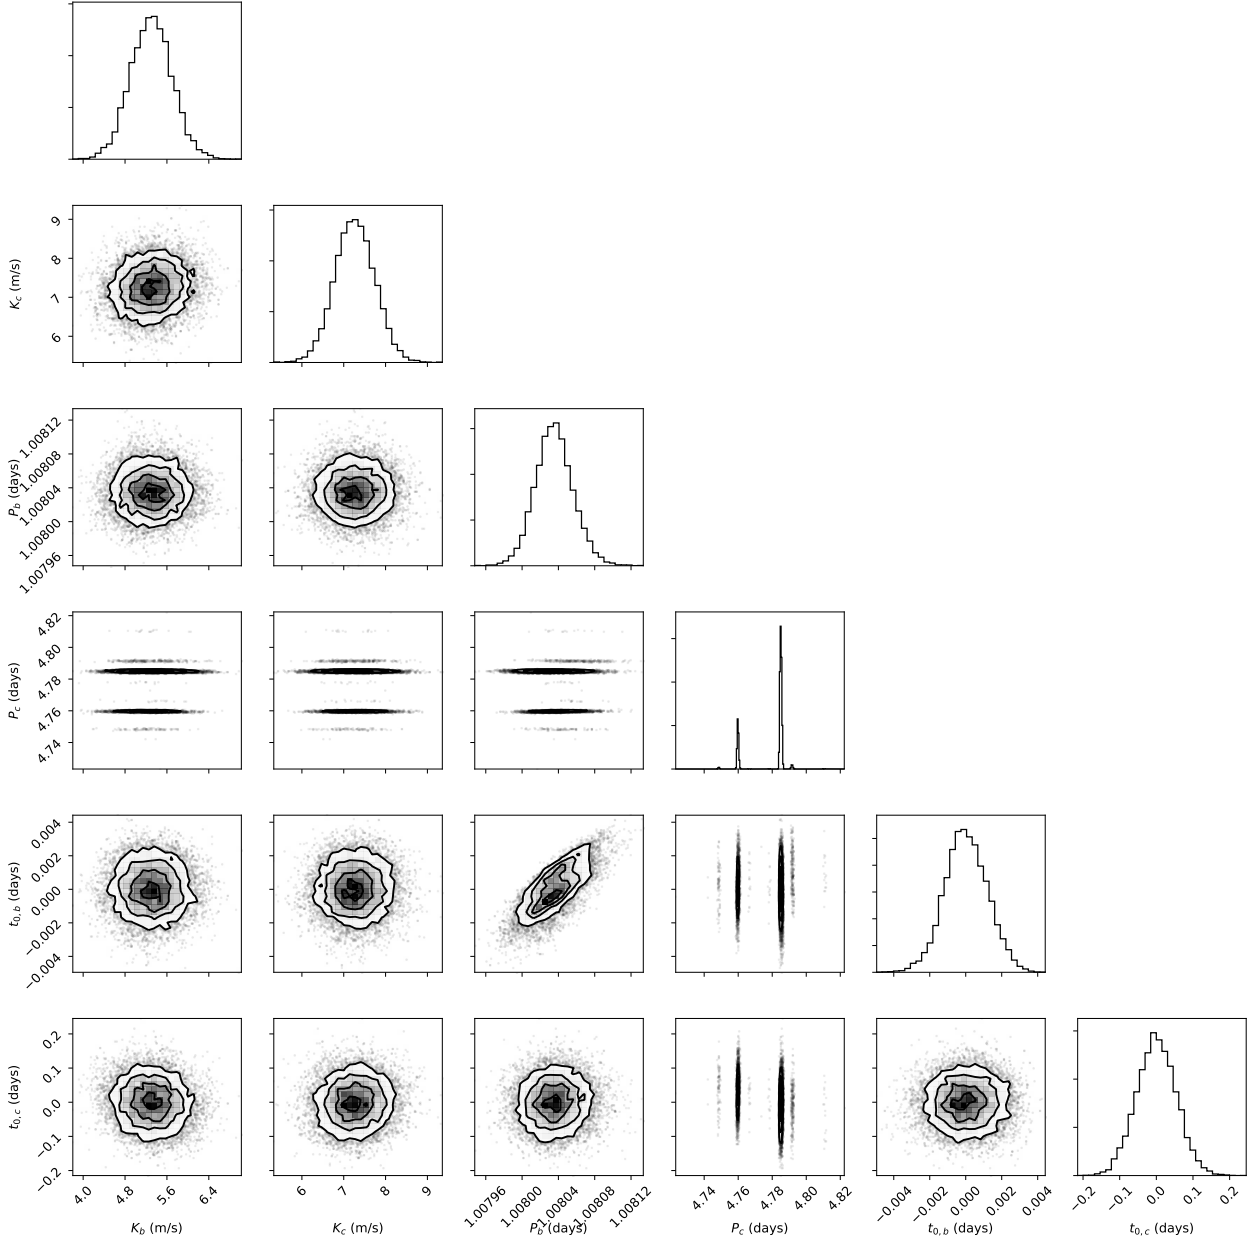 9
8
7
6
K_c (m/s)
1.00812
1.00808
1.00804
1.00800
1.00796
P_b (days)
4.82
4.80
4.78
4.76
4.74
P_c (days)
0.004
0.002
0.000
−0.002
−0.004
t_{0,b} (days)
0.2
0.1
0.0
−0.1
−0.2
t_{0,c} (days)
4.0 4.8 5.6 6.4
K_b (m/s)
6 7 8 9
K_c (m/s)
1.00796 1.00800 1.00804 1.00808 1.00812
P_b (days)
4.74 4.76 4.78 4.80 4.82
P_c (days)
−0.004 −0.002 0.000 0.002 0.004
t_{0,b} (days)
−0.2 −0.1 0.0 0.1 0.2
t_{0,c} (days)